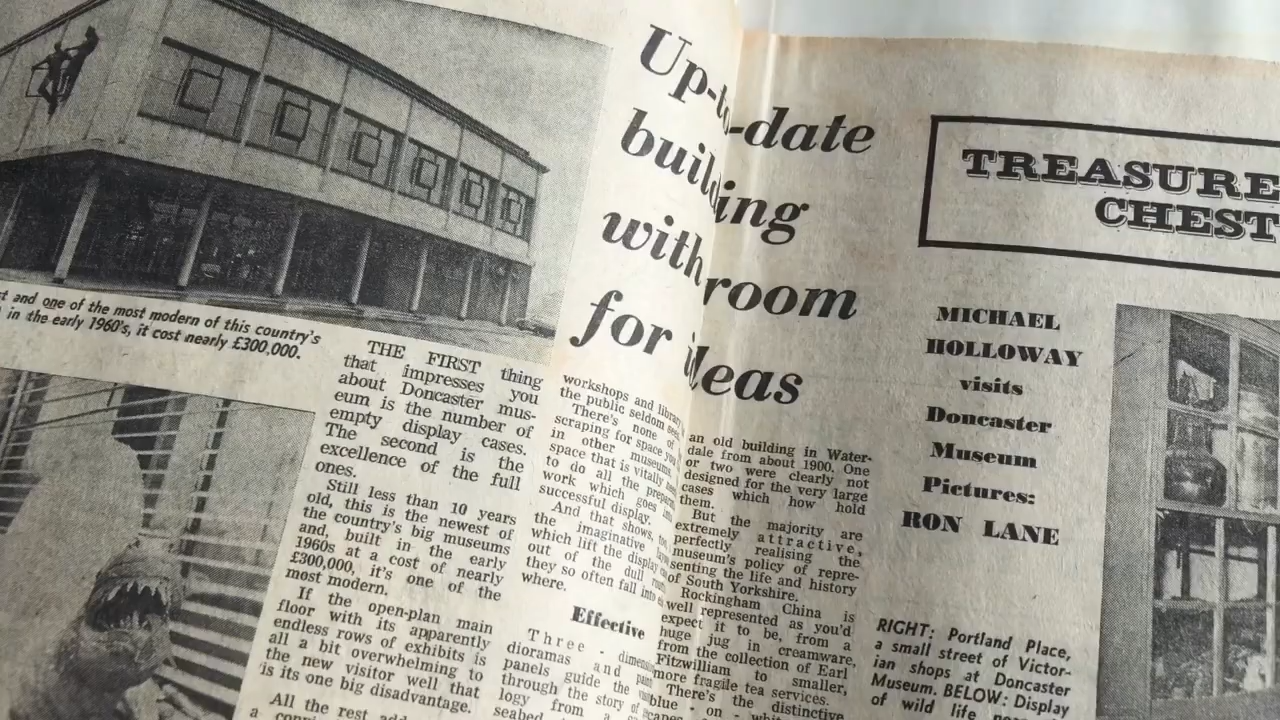 Up-to-date
building
with room
for ideas
TREASURE
CHEST
MICHAEL
HOLLOWAY
visits
Doncaster
Museum
Pictures:
RON LANE
st and one of the most modern of this country's
in the early 1960's, it cost nearly £300,000.
THE FIRST thing
that impresses you
about Doncaster mus-
eum is the number of
empty display cases.
The second is the
excellence of the full
ones.
Still less than 10 years
old, this is the newest of
the country's big museums
and, built in the early
1960s at a cost of nearly
£300,000, it's one of the
most modern.
If the open-plan main
floor with its apparently
endless rows of exhibits is
all a bit overwhelming to
the new visitor well that
is its one big disadvantage.
All the rest
workshops and library
the public seldom
There's none of
scraping for space you
in other museums,
space that is vitally
to do all the
work which goes into
successful display.
And that shows,
the imaginative
which lift the display
out of the dull
they so often fall into
where.
Effective
Three-
dioramas and
panels guide the
through the story of
logy from a
seabed
an old building in Water-
dale from about 1900. One
or two were clearly not
designed for the very large
cases which how hold
them.
But the majority are
extremely attractive,
perfectly realising the
museum's policy of repre-
senting the life and history
of South Yorkshire.
Rockingham China is
well represented as you'd
expect it to be, from a
huge jug in creamware,
from the collection of Earl
Fitzwilliam to smaller,
more fragile tea services.
There's the distinctive
blue - on -
RIGHT: Portland Place,
a small street of Victor-
ian shops at Doncaster
Museum. BELOW: Display
of wild life